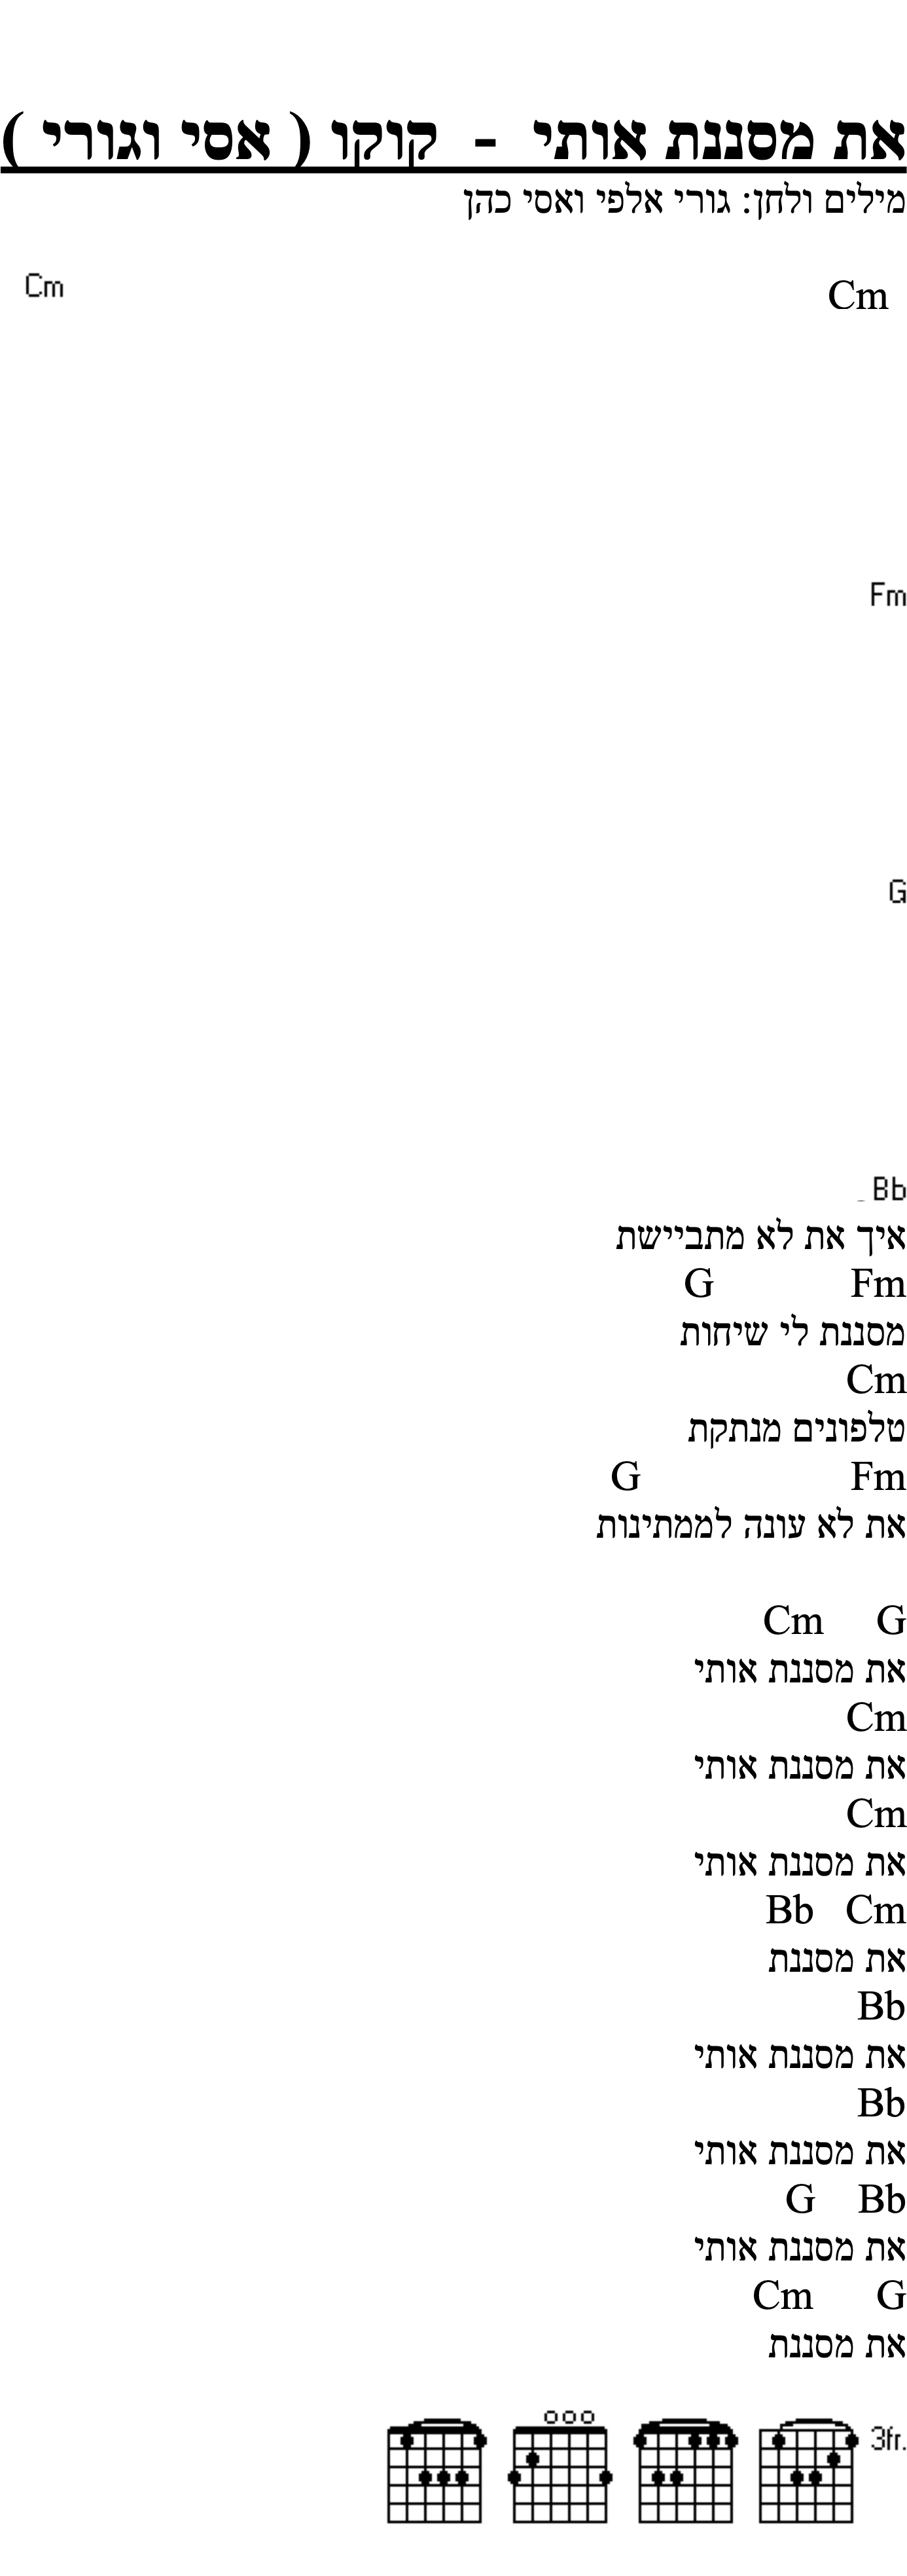 את מסננת אותי - קוקו ( אסי וגורי )
מילים ולחן: גורי אלפי ואסי כהן
Cm Cm
Fm
G
Bb
איך את לא מתביישת
Fm G
מסננת לי שיחות
Cm
טלפונים מנתקת
Fm G
את לא עונה לממתינות
G Cm
את מסננת אותי
Cm
את מסננת אותי
Cm
את מסננת אותי
Cm Bb
את מסננת
Bb
את מסננת אותי
Bb
את מסננת אותי
Bb G
את מסננת אותי
G Cm
את מסננת
3fr.